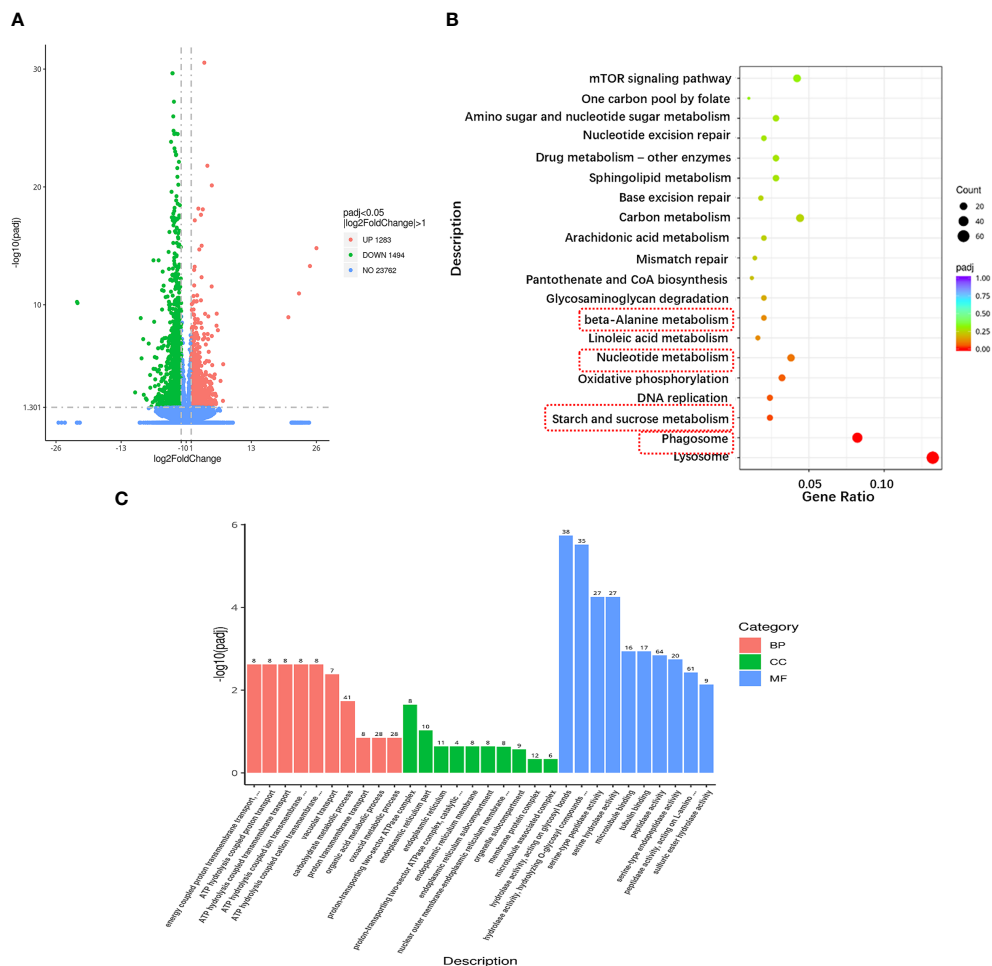 A
B
30
20
10
1.301
-log10(padj)
-26
-13
-1 0 1
13
26
log2FoldChange
padj<0.05
|log2FoldChange|>1
UP 1283
DOWN 1494
NO 23762
Description
mTOR signaling pathway
One carbon pool by folate
Amino sugar and nucleotide sugar metabolism
Nucleotide excision repair
Drug metabolism – other enzymes
Sphingolipid metabolism
Base excision repair
Carbon metabolism
Arachidonic acid metabolism
Mismatch repair
Pantothenate and CoA biosynthesis
Glycosaminoglycan degradation
beta-Alanine metabolism
Linoleic acid metabolism
Nucleotide metabolism
Oxidative phosphorylation
DNA replication
Starch and sucrose metabolism
Phagosome
Lysosome
0.05
0.10
Gene Ratio
Count
20
40
60
padj
1.00
0.75
0.50
0.25
0.00
C
6
4
2
0
-log10(padj)
8 8 8 8 8 7 41 8 28 28 8 10 11 4 8 8 8 9 12 6 38 35 27 27 16 17 64 20 61 9
energy coupled proton transmembrane transport, ...
ATP hydrolysis coupled proton transport
ATP hydrolysis coupled transmembrane transport
ATP hydrolysis coupled ion transmembrane ...
ATP hydrolysis coupled cation transmembrane ...
vacuolar transport
carbohydrate metabolic process
proton transmembrane transport
organic acid metabolic process
oxoacid metabolic process
proton-transporting two-sector ATPase complex
endoplasmic reticulum part
endoplasmic reticulum
proton-transporting two-sector ATPase complex, catalytic ...
endoplasmic reticulum membrane
endoplasmic reticulum subcompartment
nuclear outer membrane-endoplasmic reticulum membrane ...
organelle subcompartment
membrane protein complex
microtubule associated complex
hydrolase activity, acting on glycosyl bonds
hydrolase activity, hydrolyzing O-glycosyl compounds ...
serine-type peptidase activity
serine hydrolase activity
microtubule binding
tubulin binding
peptidase activity
serine-type endopeptidase activity
peptidase activity, acting on L-amino ...
sulfuric ester hydrolase activity
Description
Category
BP
CC
MF